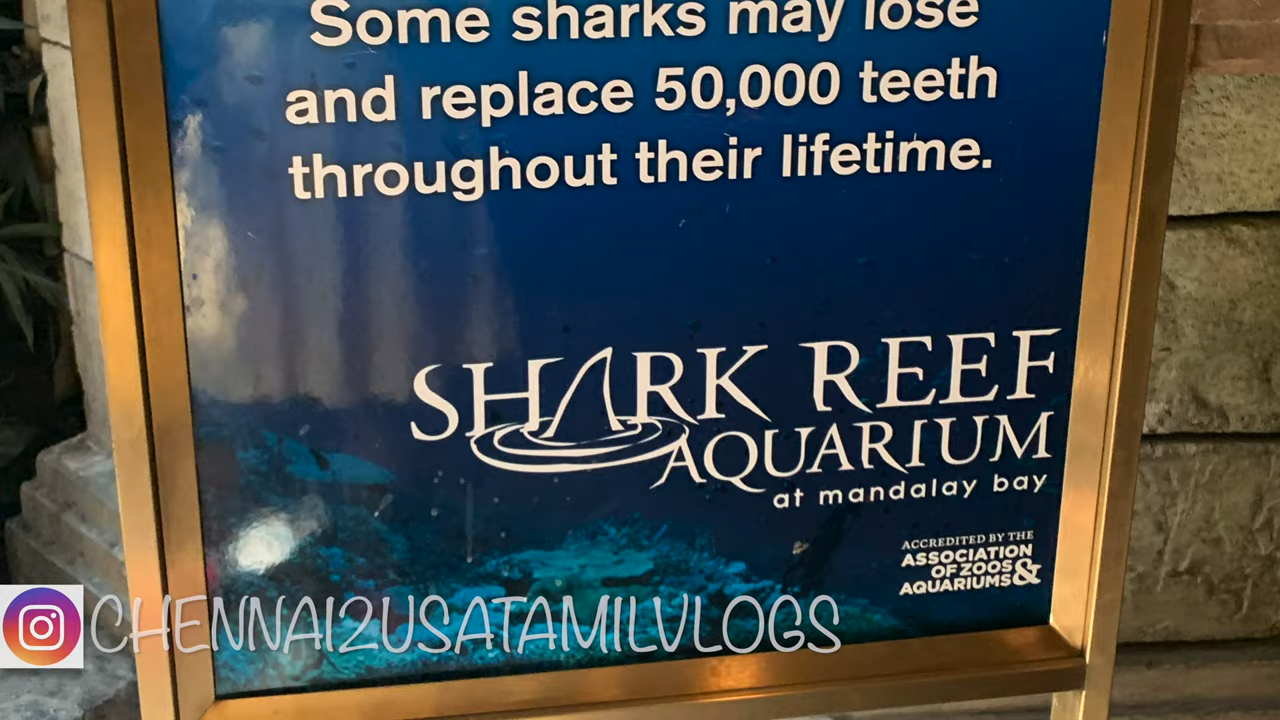 Some sharks may lose
and replace 50,000 teeth
throughout their lifetime.
SHARK REEF
AQUARIUM
at mandalay bay
ACCREDITED BY THE
ASSOCIATION
OF ZOOS &
AQUARIUMS
CHENNAI2USATAMILVLOGS